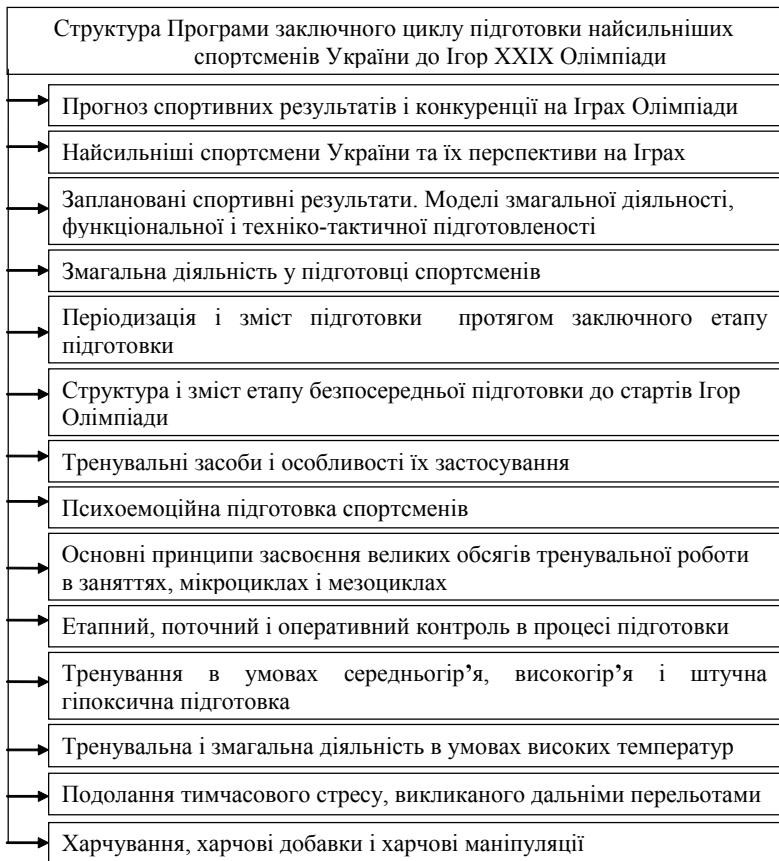 Структура Програми заключного циклу підготовки найсильніших
спортсменів України до Ігор XXIX Олімпіади
Прогноз спортивних результатів і конкуренції на Іграх Олімпіади
Найсильніші спортсмени України та їх перспективи на Іграх
Заплановані спортивні результати. Моделі змагальної діяльності,
функціональної і техніко-тактичної підготовленості
Змагальна діяльність у підготовці спортсменів
Періодизація і зміст підготовки протягом заключного етапу
підготовки
Структура і зміст етапу безпосередньої підготовки до стартів Ігор
Олімпіади
Тренувальні засоби і особливості їх застосування
Психоемоційна підготовка спортсменів
Основні принципи засвоєння великих обсягів тренувальної роботи
в заняттях, мікроциклах і мезоциклах
Етапний, поточний і оперативний контроль в процесі підготовки
Тренування в умовах середньогір’я, високогір’я і штучна
гіпоксична підготовка
Тренувальна і змагальна діяльність в умовах високих температур
Подолання тимчасового стресу, викликаного дальніми перельотами
Харчування, харчові добавки і харчові маніпуляції